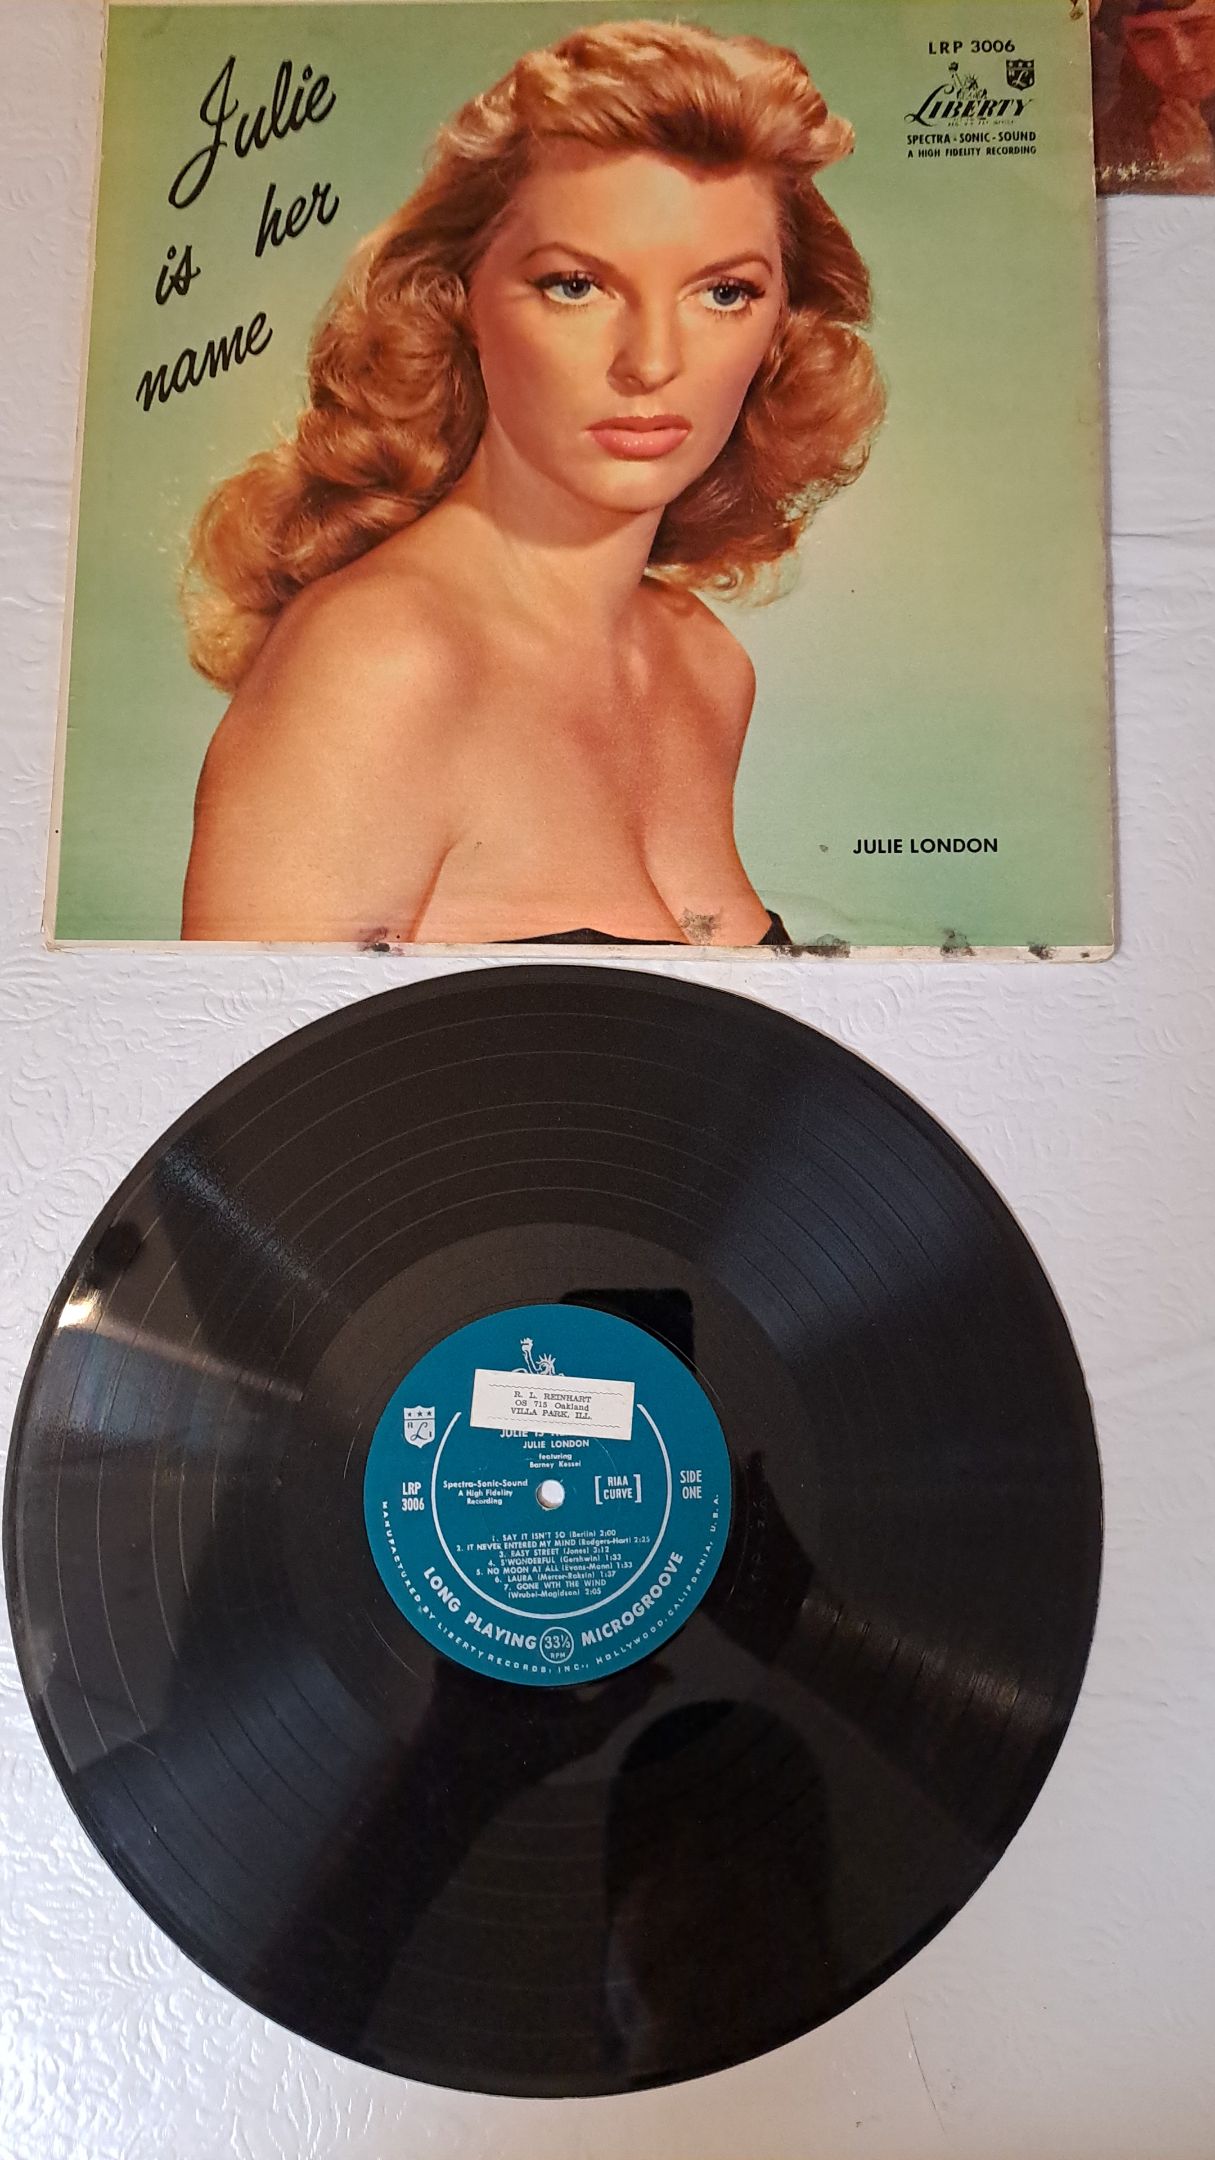 Julie
is her
name
LRP 3006
LIBERTY
SPECTRA-SONIC-SOUND
A HIGH FIDELITY RECORDING
JULIE LONDON
R. L. REINHART
OS 715 Oakland
VILLA PARK, ILL.
JULIE IS
JULIE LONDON
featuring
Barney Kessel
LRP
3006
Spectra-Sonic-Sound
A High Fidelity
Recording
[RIAA
CURVE]
SIDE
ONE
1. SAY IT ISN'T SO (Berlin) 2:00
2. IT NEVER ENTERED MY MIND (Rodgers-Hart) 2:25
3. EASY STREET (Jones) 3:12
4. S'WONDERFUL (Gershwin) 1:33
5. NO MOON AT ALL (Evans-Mann) 1:33
6. LAURA (Mercer-Raksin) 1:37
7. GONE WTH THE WIND
(Wrubel-Magidson) 2:05
LONG PLAYING 33⅓ RPM MICROGROOVE
MANUFACTURED BY LIBERTY RECORDS, INC., HOLLYWOOD, CALIFORNIA, U.S.A.